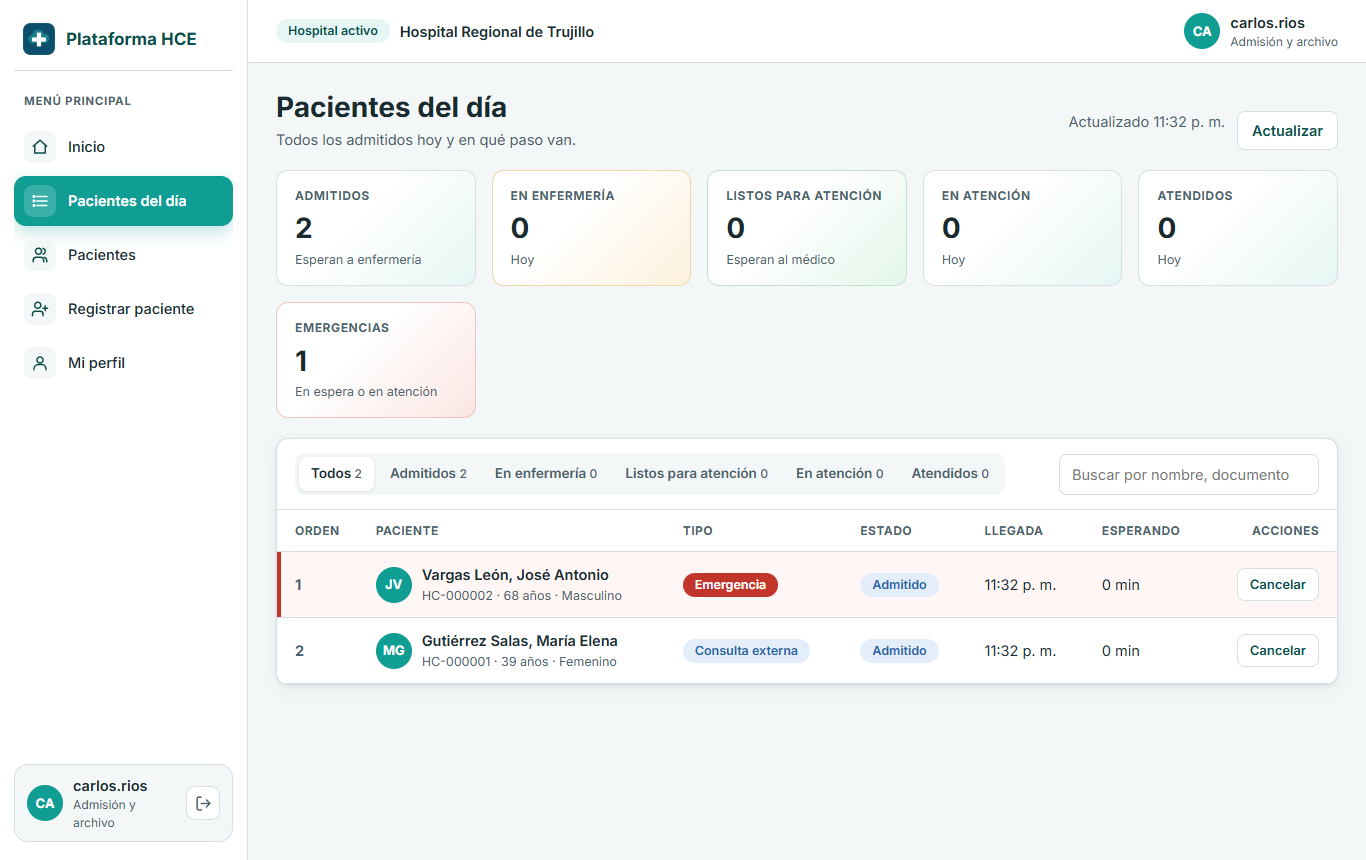 Plataforma HCE
MENÚ PRINCIPAL
Inicio
Pacientes del día
Pacientes
Registrar paciente
Mi perfil
CA
carlos.rios
Admisión y
archivo
Hospital activo
Hospital Regional de Trujillo
CA
carlos.rios
Admisión y archivo
Pacientes del día
Todos los admitidos hoy y en qué paso van.
Actualizado 11:32 p. m.
Actualizar
ADMITIDOS
2
Esperan a enfermería
EN ENFERMERÍA
0
Hoy
LISTOS PARA ATENCIÓN
0
Esperan al médico
EN ATENCIÓN
0
Hoy
ATENDIDOS
0
Hoy
EMERGENCIAS
1
En espera o en atención
Todos 2 Admitidos 2 En enfermería 0 Listos para atención 0 En atención 0 Atendidos 0
Buscar por nombre, documento
ORDEN PACIENTE TIPO ESTADO LLEGADA ESPERANDO ACCIONES
1 JV Vargas León, José Antonio Emergencia Admitido 11:32 p. m. 0 min Cancelar
HC-000002 · 68 años · Masculino
2 MG Gutiérrez Salas, María Elena Consulta externa Admitido 11:32 p. m. 0 min Cancelar
HC-000001 · 39 años · Femenino